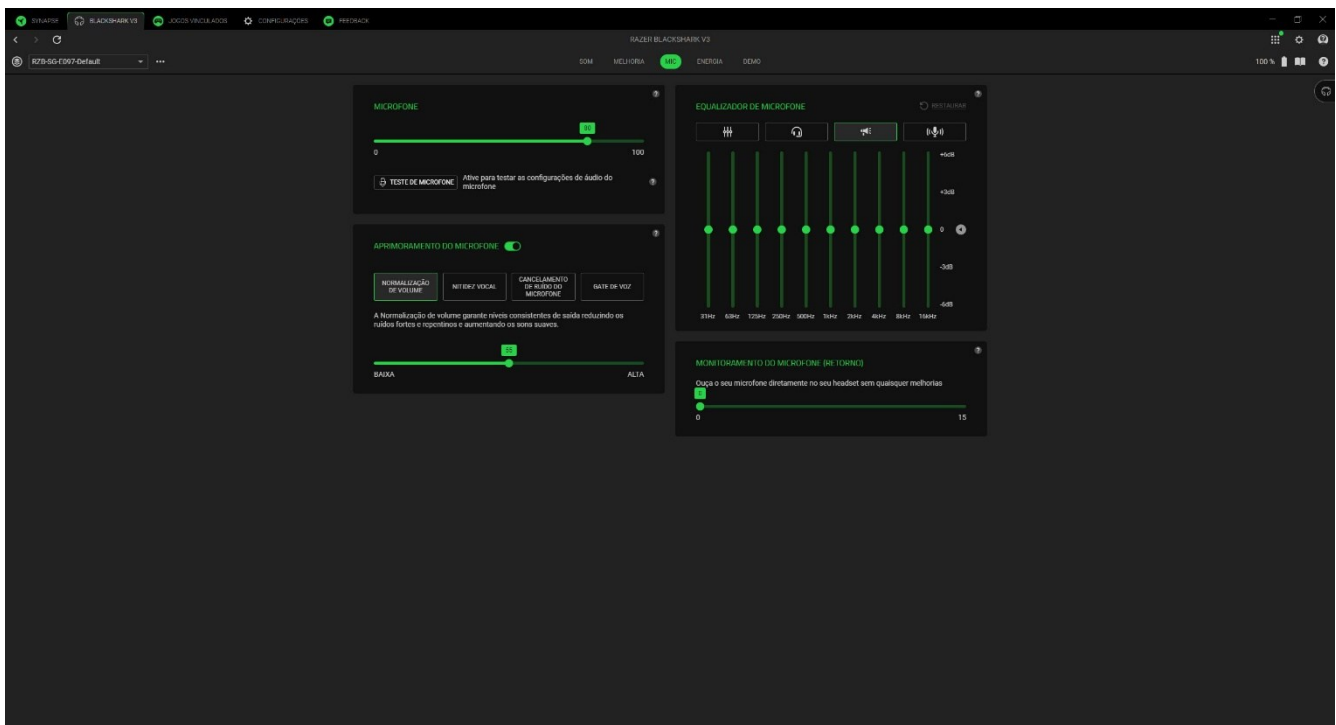 SYNAPSE
BLACKSHARK V3
JOGOS VINCULADOS
CONFIGURAÇÕES
FEEDBACK
RAZER BLACKSHARK V3
RZB-SG-E097-Default
SOM
MELHORIA
MIC
ENERGIA
DEMO
100 %
MICROFONE
0
100
TESTE DE MICROFONE
Ative para testar as configurações de áudio do
microfone
APRIMORAMENTO DO MICROFONE
NORMALIZAÇÃO
DE VOLUME
NITIDEZ VOCAL
CANCELAMENTO
DE RUÍDO DO
MICROFONE
GATE DE VOZ
A Normalização de volume garante níveis consistentes de saída reduzindo os
ruídos fortes e repentinos e aumentando os sons suaves.
BAIXA
ALTA
EQUALIZADOR DE MICROFONE
RESTAURAR
+6dB
+3dB
0
-3dB
-6dB
31Hz 63Hz 125Hz 250Hz 500Hz 1kHz 2kHz 4kHz 8kHz 16kHz
MONITORAMENTO DO MICROFONE (RETORNO)
Ouça o seu microfone diretamente no seu headset sem quaisquer melhorias
0
15